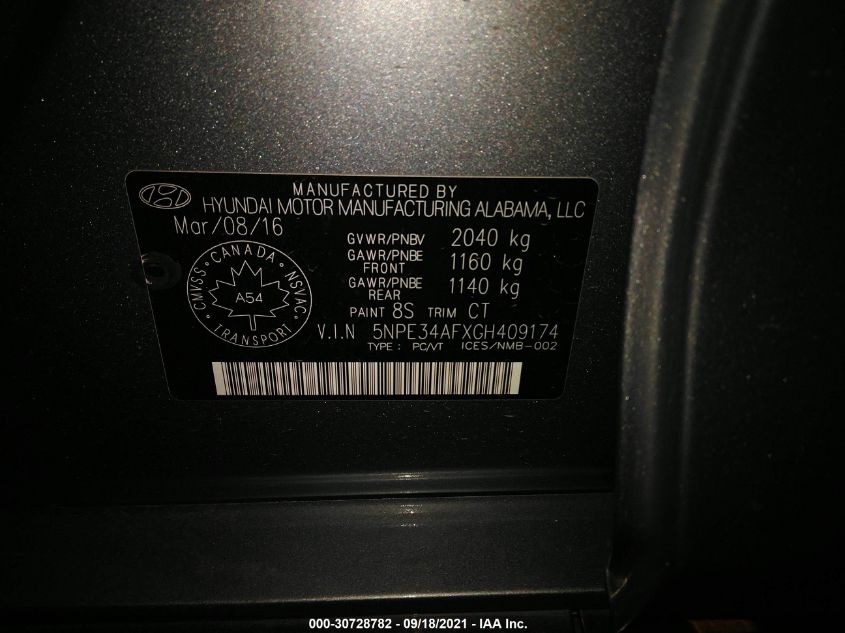 MANUFACTURED BY
HYUNDAI MOTOR MANUFACTURING ALABAMA, LLC
Mar/08/16
GVWR/PNBV 2040 kg
GAWR/PNBE FRONT 1160 kg
GAWR/PNBE REAR 1140 kg
CANADA
CMVSS
NSVAC
A54
TRANSPORT
PAINT 8S TRIM CT
V.I.N 5NPE34AFXGH409174
TYPE : PC/VT ICES/NMB-002
000-30728782 - 09/18/2021 - IAA Inc.